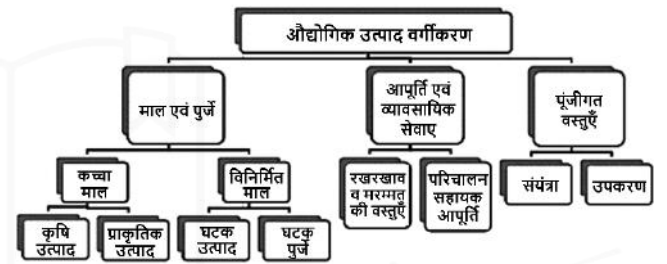 औद्योगिक उत्पाद वर्गीकरण
माल एवं पुर्जे
आपूर्ति एवं
व्यावसायिक
सेवाए
पूंजीगत
वस्तुएँ
कच्चा
माल
विनिर्मित
माल
रखरखाव
व मरम्मत
की वस्तुएँ
परिचालन
सहायक
आपूर्ति
संयंत्रा
उपकरण
कृषि
उत्पाद
प्राकृतिक
उत्पाद
घटक
उत्पाद
घटक
पुर्जे